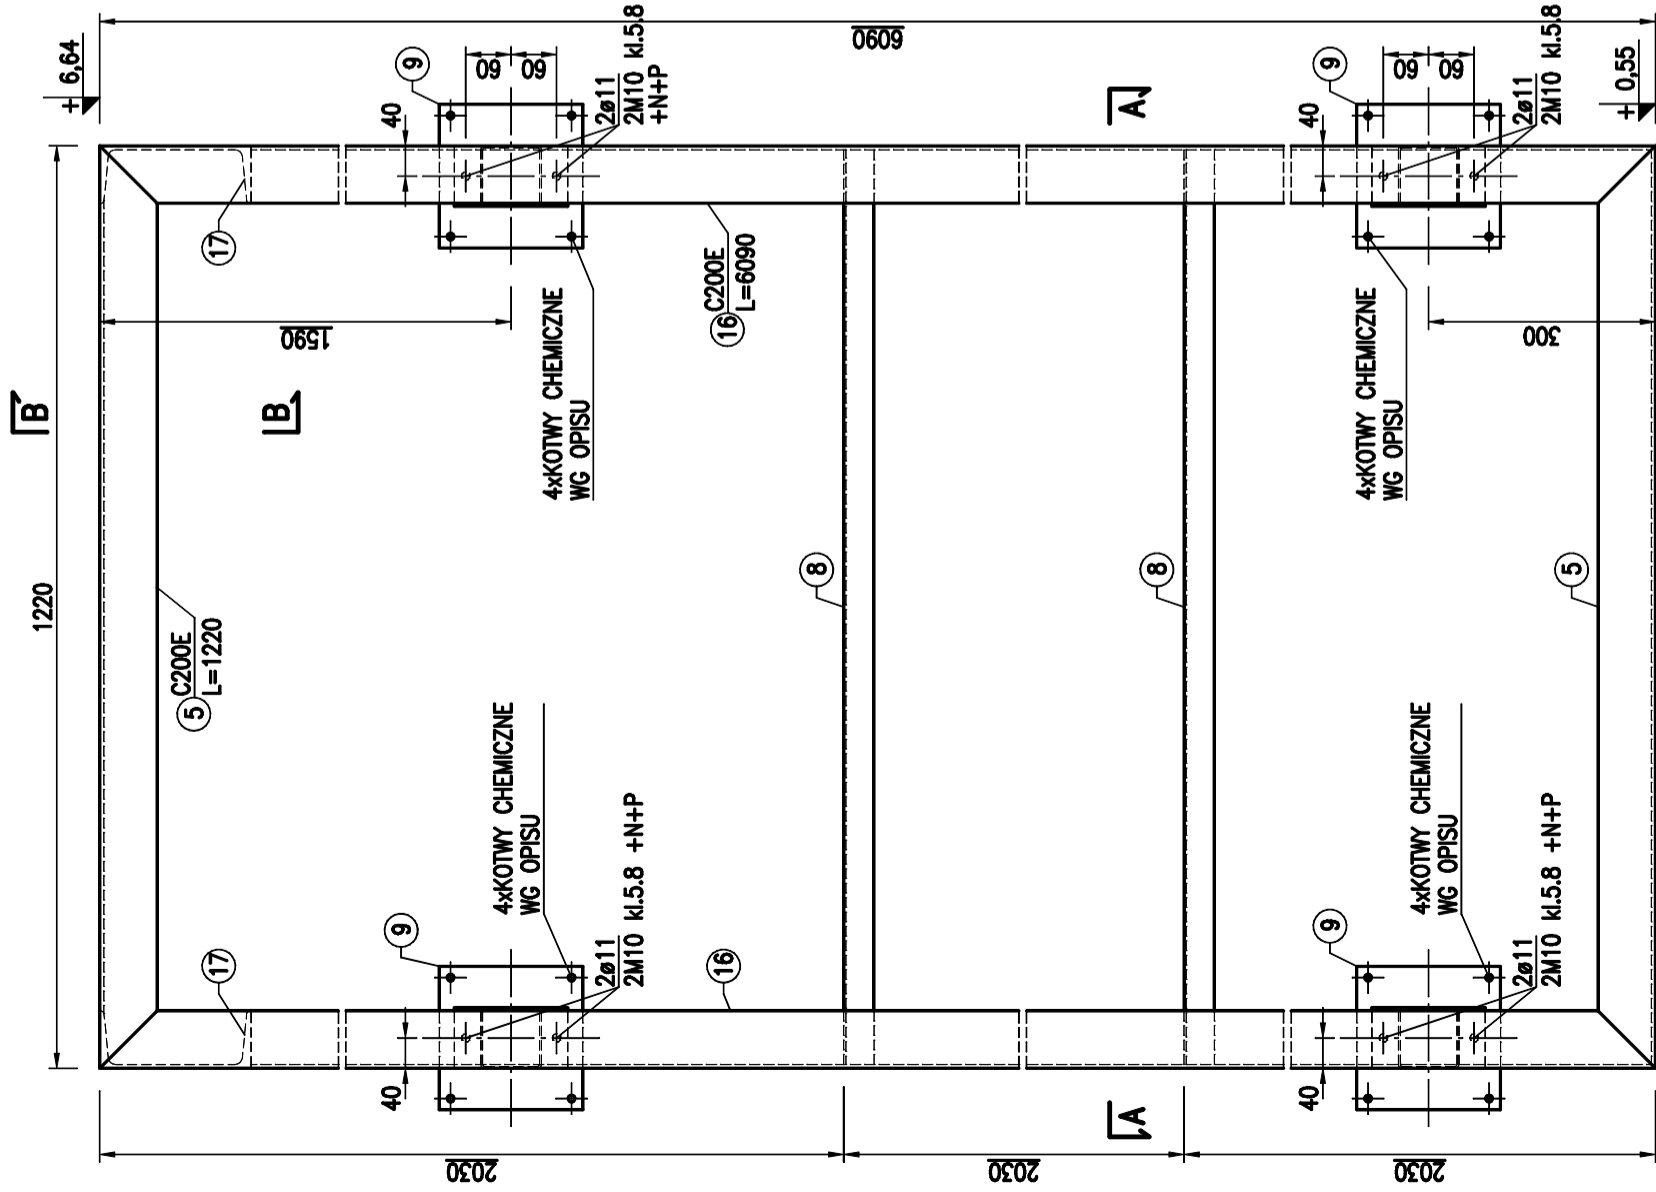 B
1220
+ 6,64
6090
17
40
9
60
60
2ø11
2M10 kl.5.8
+N+P
1590
B
5
C200E
L=1220
16
C200E
L=6090
4xKOTWY CHEMICZNE
WG OPISU
4xKOTWY CHEMICZNE
WG OPISU
17
9
2ø11
2M10 kl.5.8 +N+P
16
40
2030
8
8
2030
A
A
9
40
60
60
2ø11
2M10 kl.5.8
+ 0,55
4xKOTWY CHEMICZNE
WG OPISU
300
5
4xKOTWY CHEMICZNE
WG OPISU
9
2ø11
2M10 kl.5.8 +N+P
40
2030